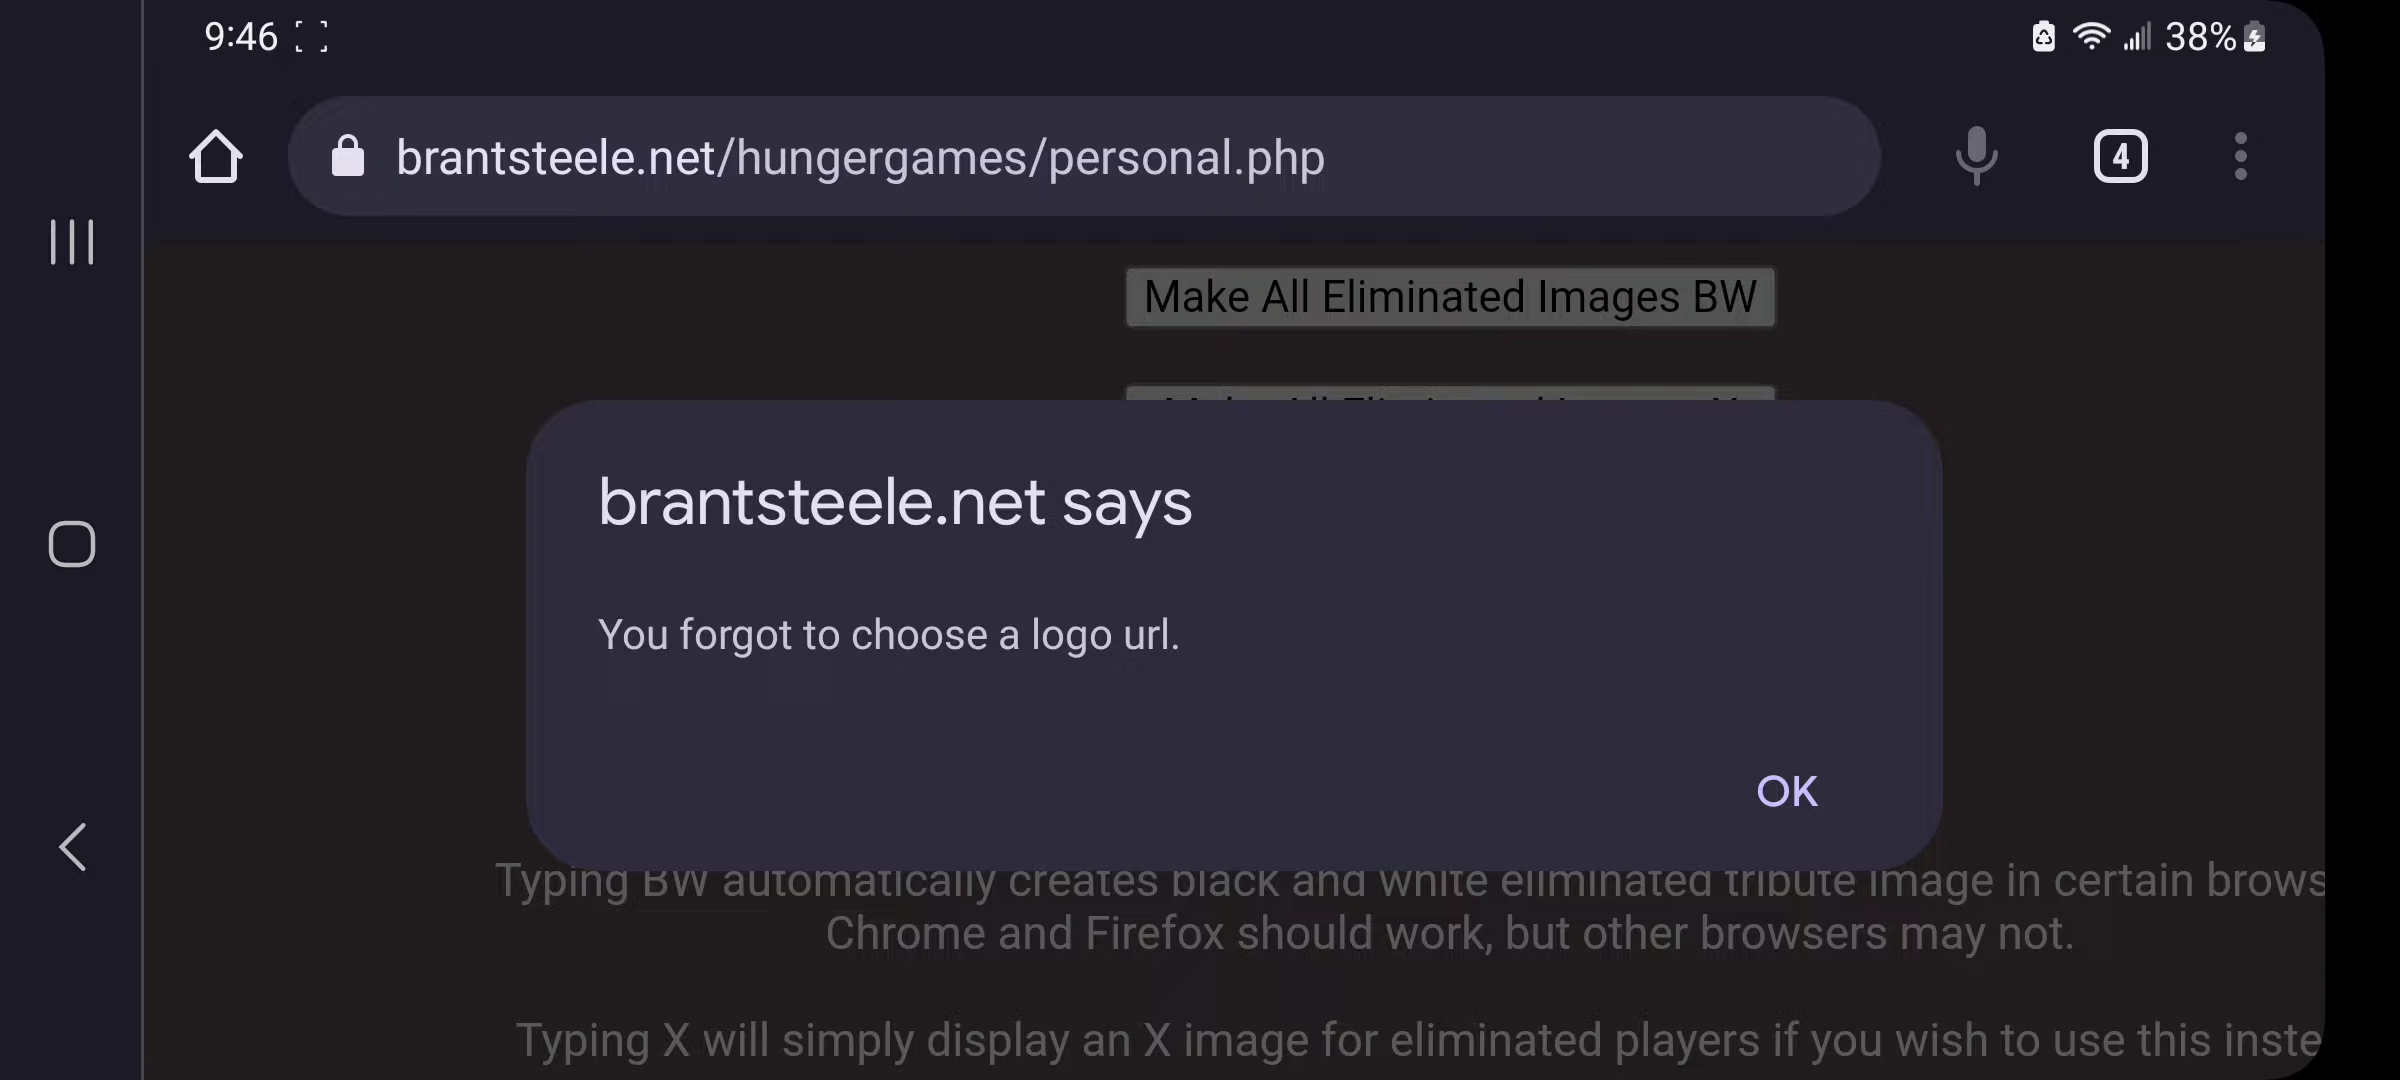 9:46
38%
brantsteele.net/hungergames/personal.php
4
Make All Eliminated Images BW
brantsteele.net says
You forgot to choose a logo url.
OK
Typing BW automatically creates black and white eliminated tribute image in certain brows
Chrome and Firefox should work, but other browsers may not.
Typing X will simply display an X image for eliminated players if you wish to use this inste